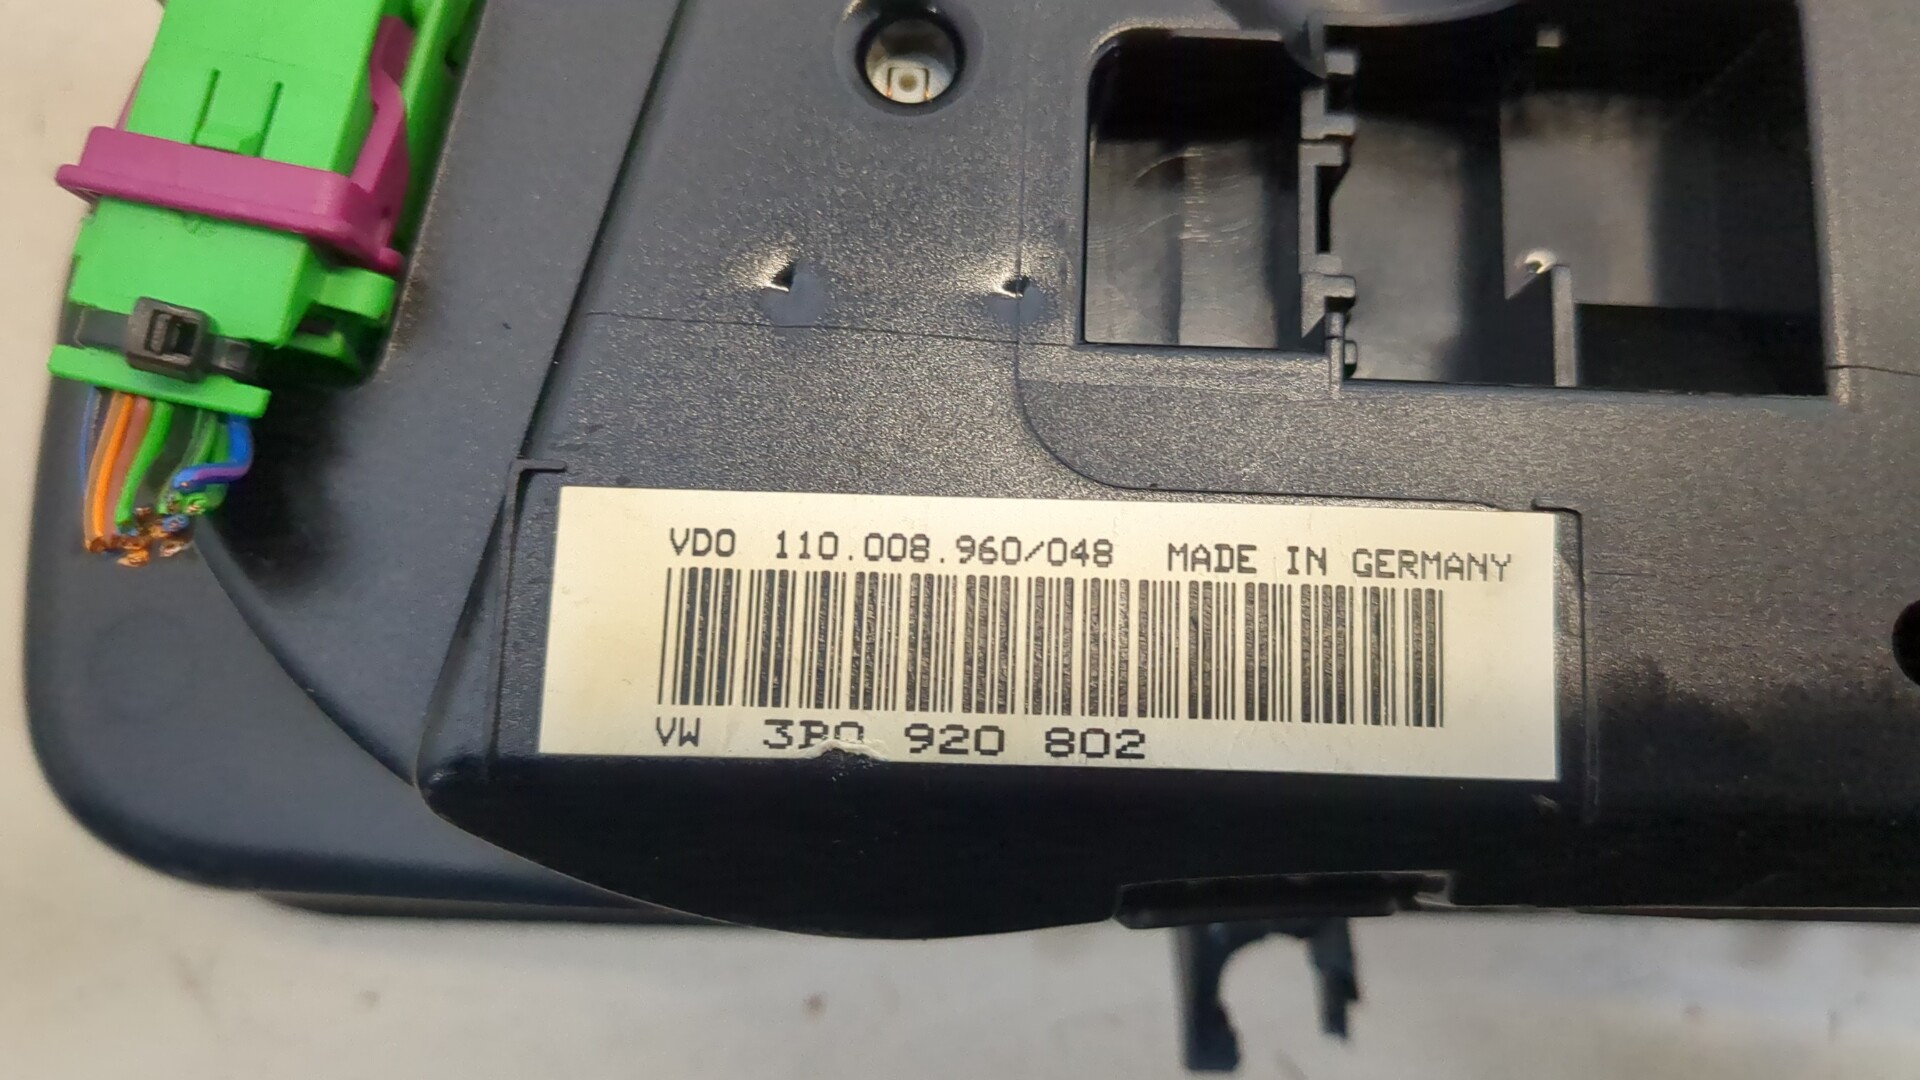 VDO 110.008.960/048 MADE IN GERMANY
VW 3B0 920 802